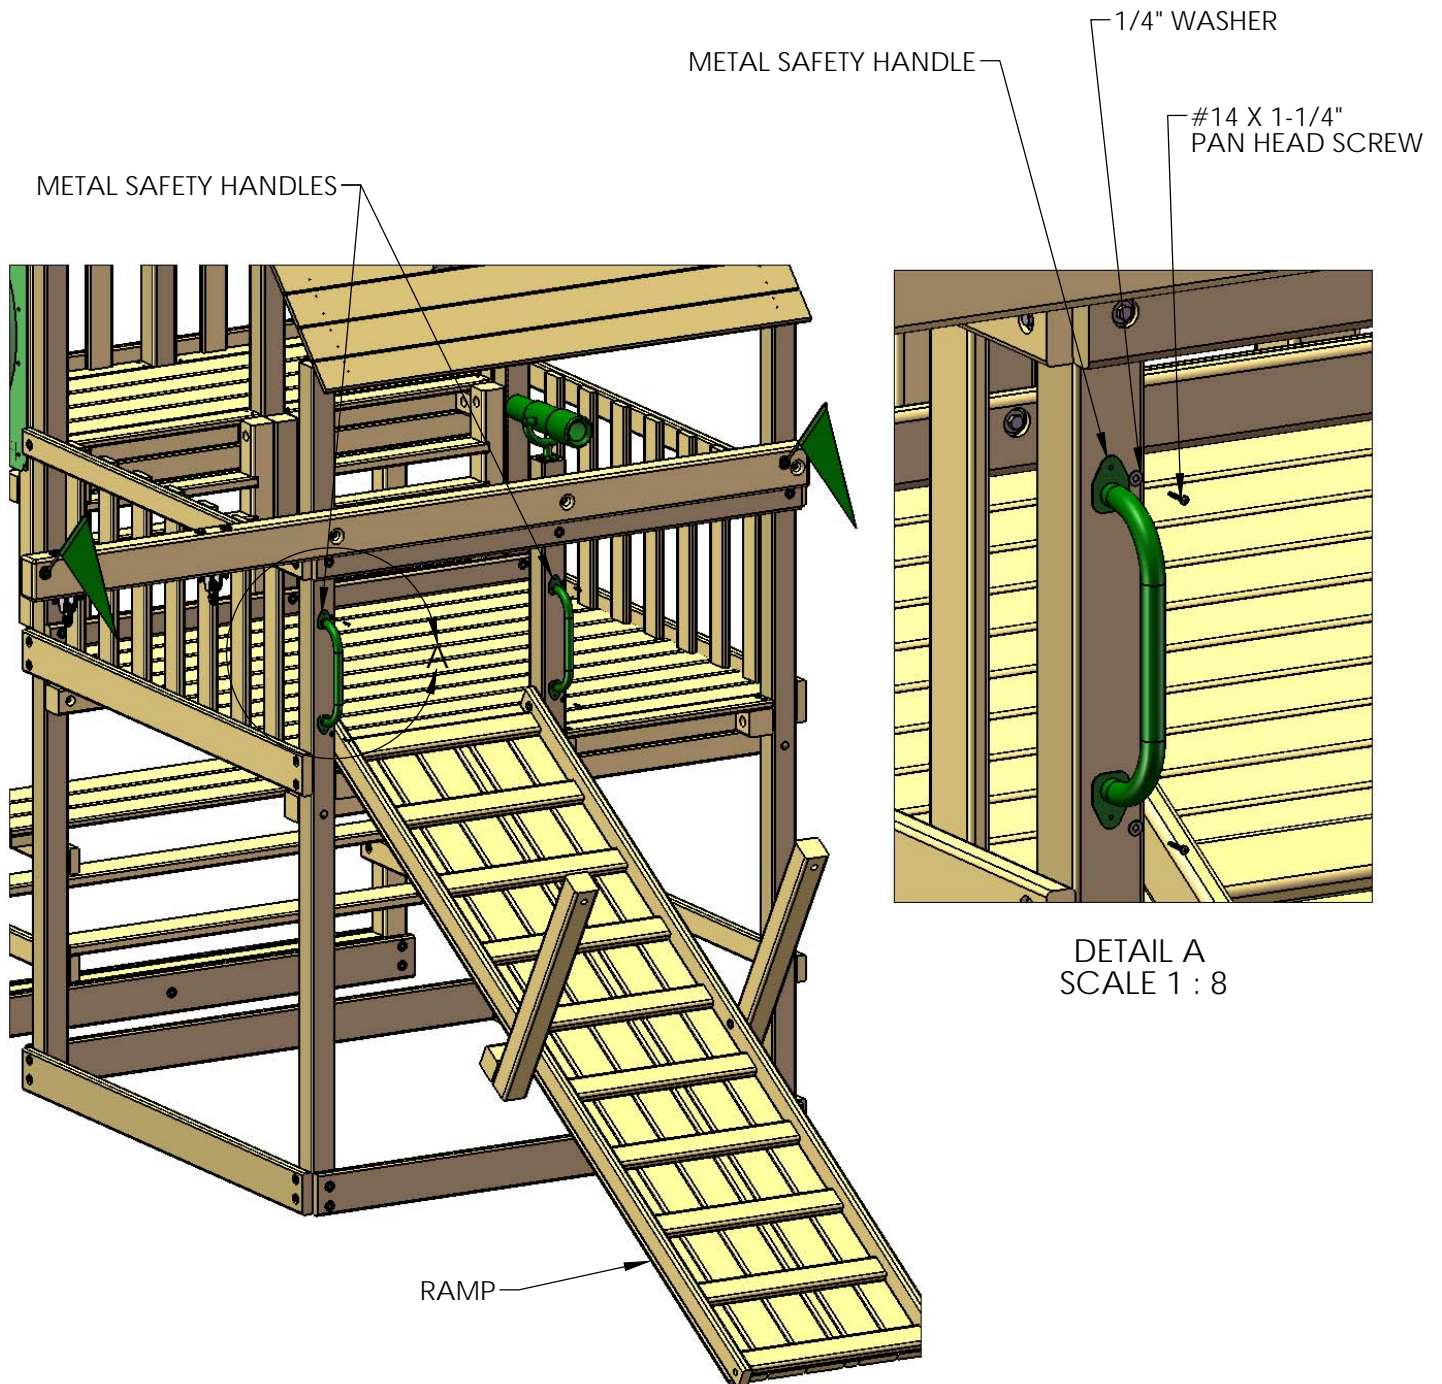 1/4" WASHER
METAL SAFETY HANDLE
#14 X 1-1/4"
PAN HEAD SCREW
METAL SAFETY HANDLES
A
DETAIL A
SCALE 1 : 8
RAMP